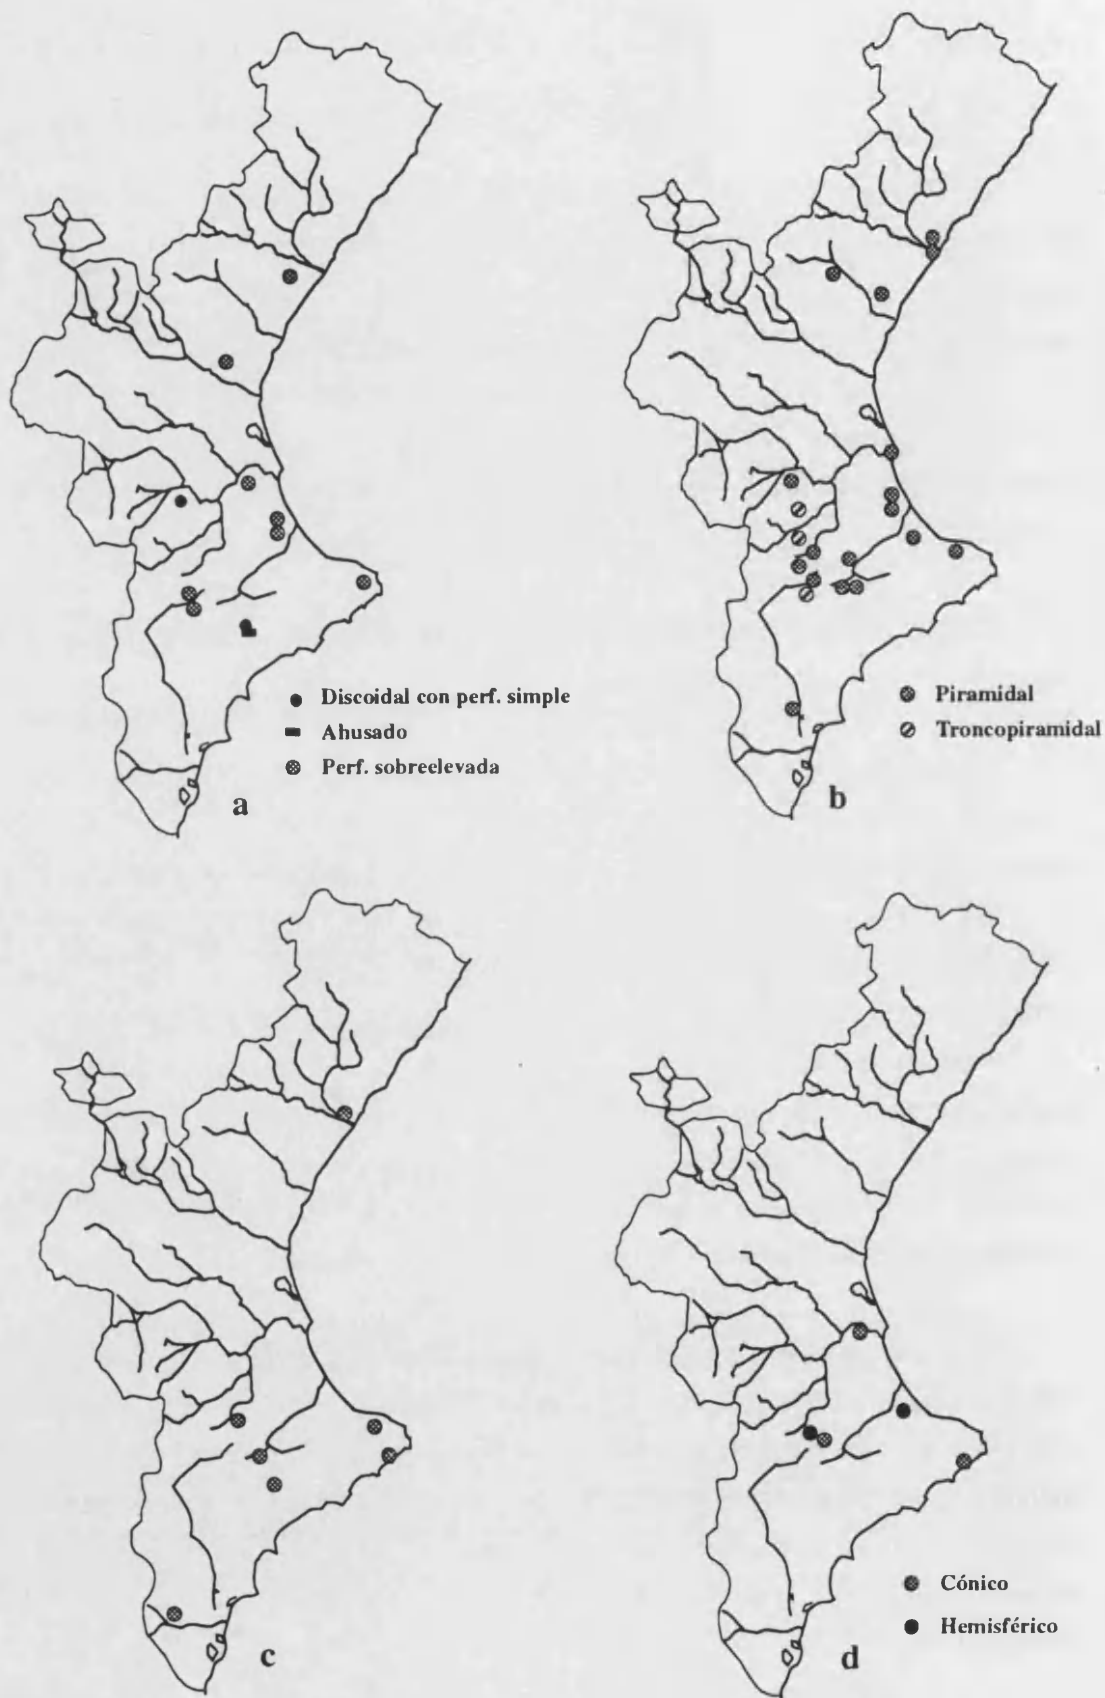 Discoidal con perf. simple
Ahusado
Perf. sobreelevada
a
Piramidal
Troncopiramidal
b
c
Cónico
Hemisférico
d